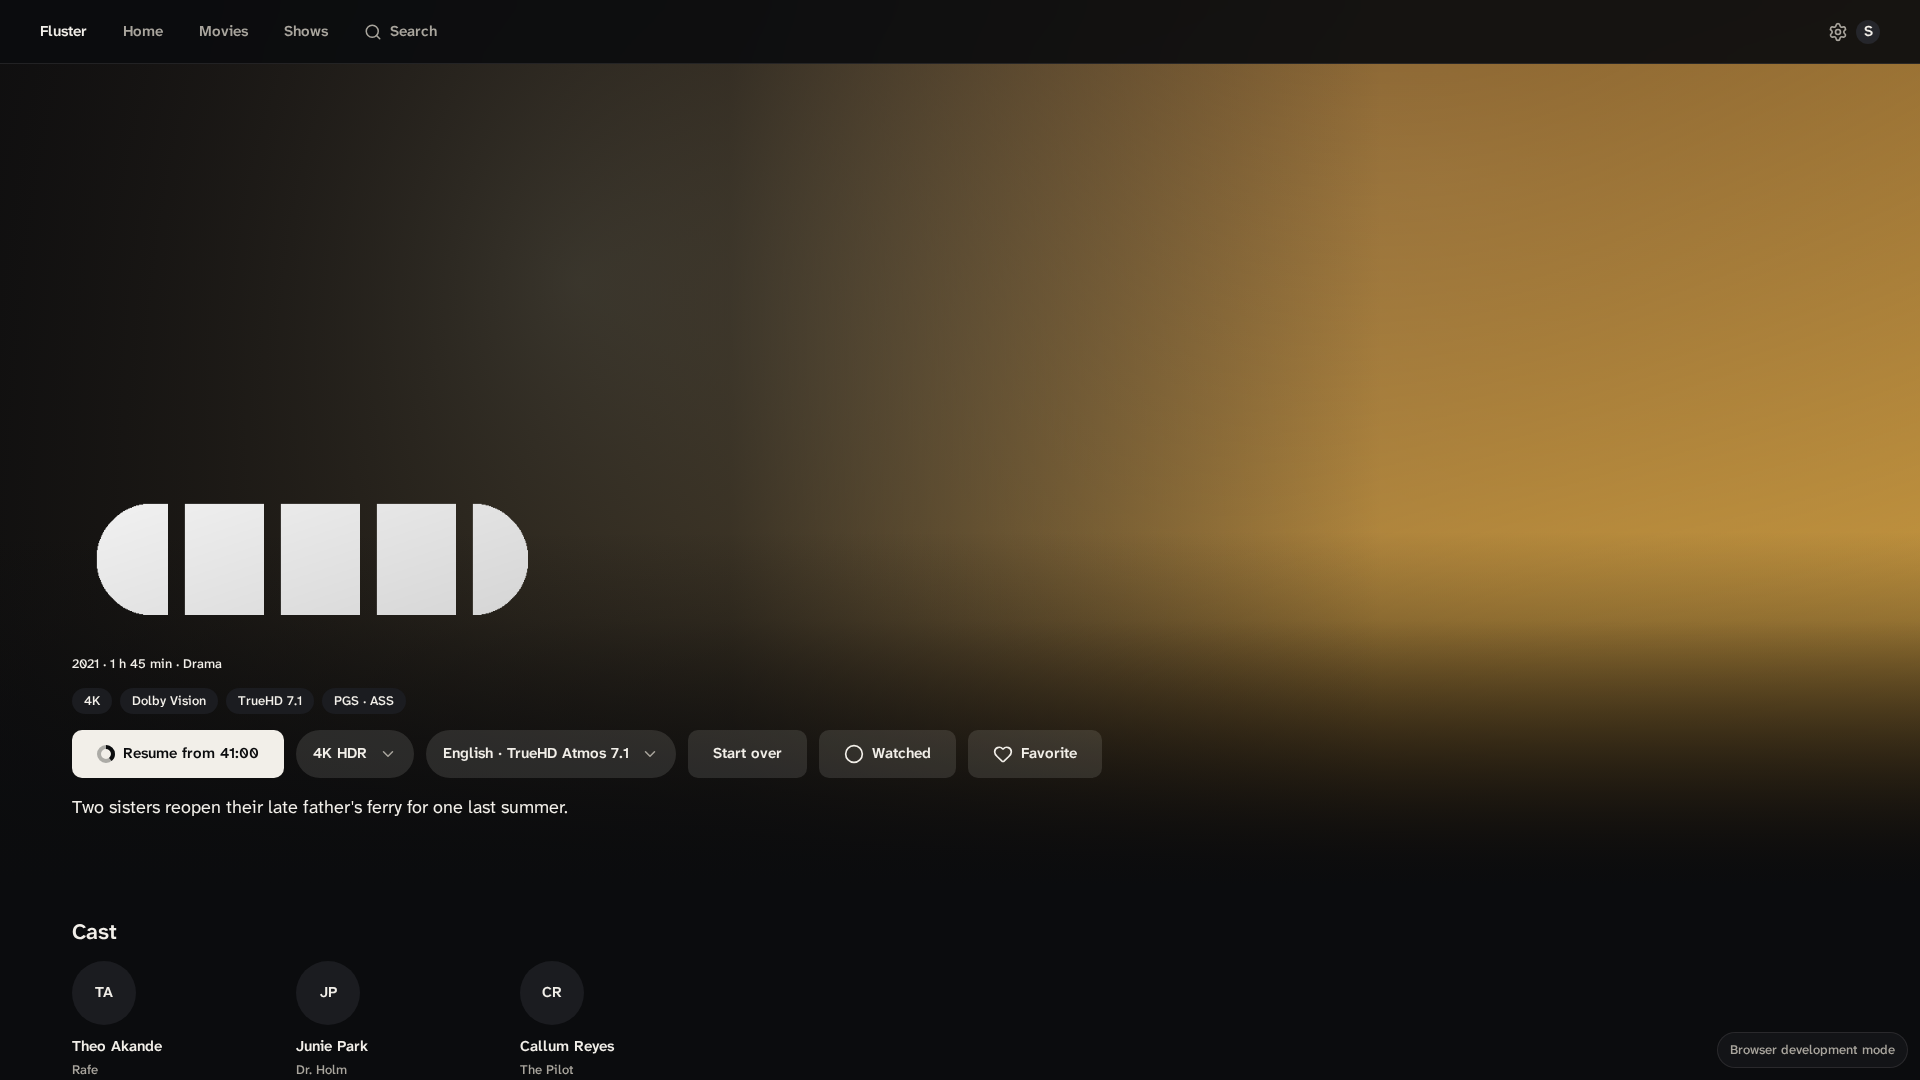 Fluster Home Movies Shows Search S
2021 · 1 h 45 min · Drama
4K Dolby Vision TrueHD 7.1 PGS · ASS
Resume from 41:00 4K HDR English · TrueHD Atmos 7.1 Start over Watched Favorite
Two sisters reopen their late father's ferry for one last summer.
Cast
TA JP CR
Theo Akande Junie Park Callum Reyes
Rafe Dr. Holm The Pilot
Browser development mode